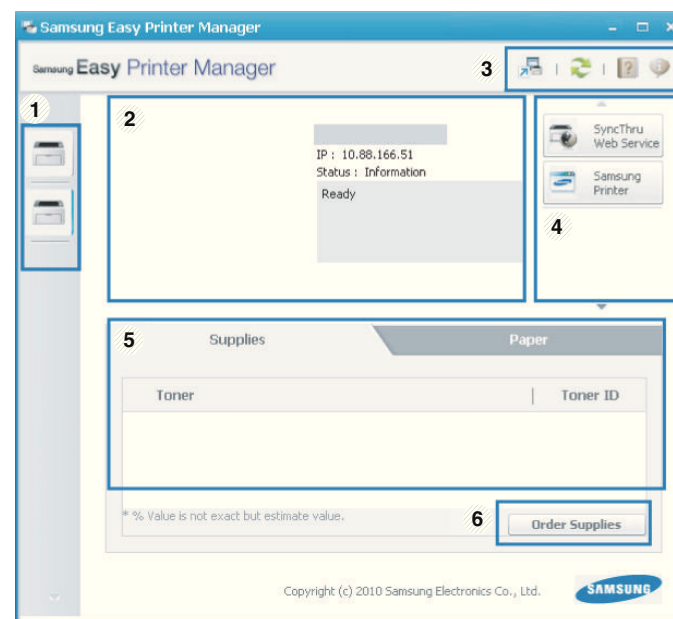 Samsung Easy Printer Manager
Samsung Easy Printer Manager
3
1
2
IP : 10.88.166.51
Status : Information
Ready
SyncThru
Web Service
Samsung
Printer
4
5
Supplies
Paper
Toner
Toner ID
* % Value is not exact but estimate value.
6
Order Supplies
Copyright (c) 2010 Samsung Electronics Co., Ltd.
SAMSUNG